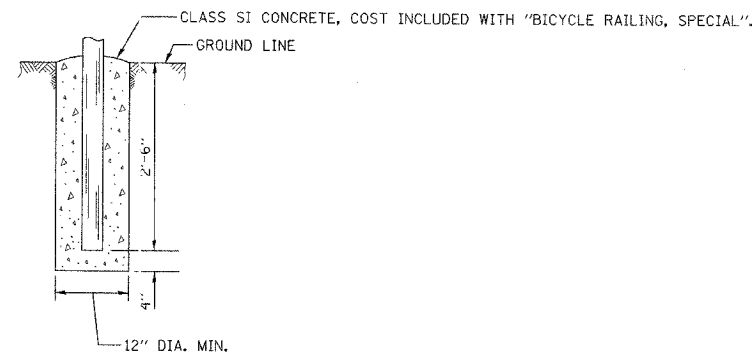 CLASS SI CONCRETE, COST INCLUDED WITH "BICYCLE RAILING, SPECIAL".
GROUND LINE
2'-6"
4"
12" DIA. MIN.